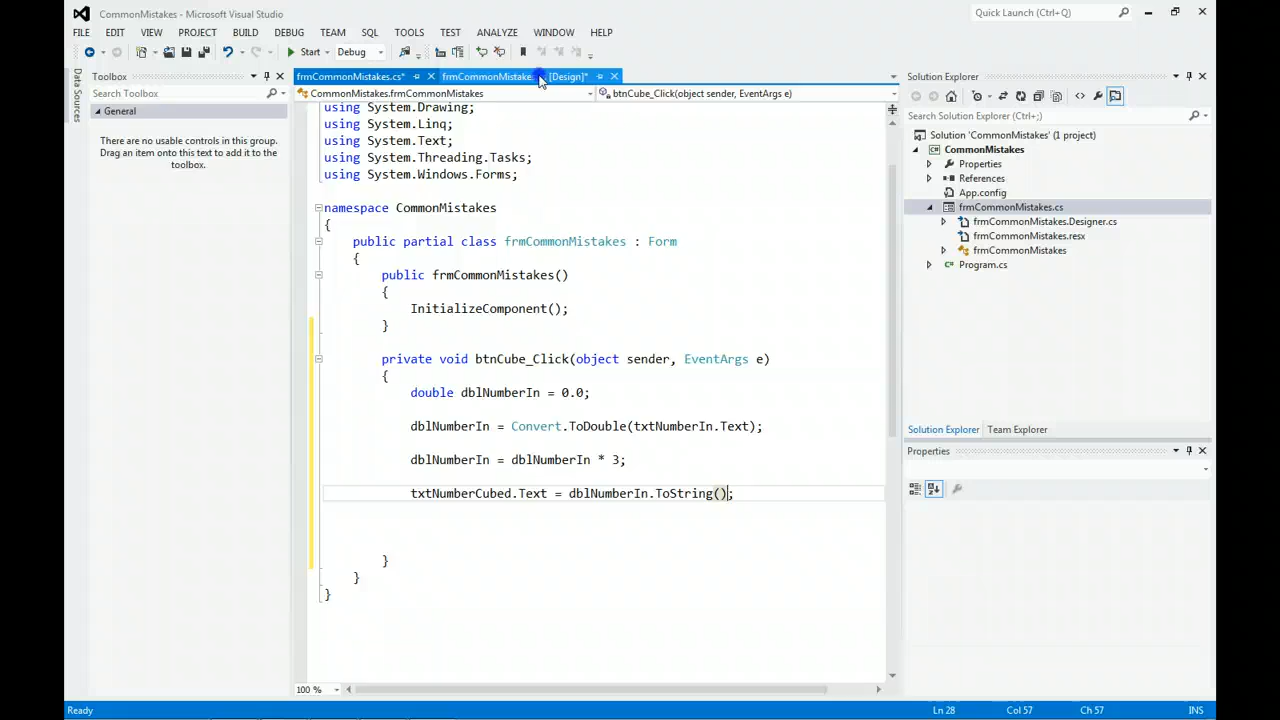 CommonMistakes - Microsoft Visual Studio
Quick Launch (Ctrl+Q)
FILE EDIT VIEW PROJECT BUILD DEBUG TEAM SQL TOOLS TEST ANALYZE WINDOW HELP
Start Debug
Data Sources
Toolbox
Search Toolbox
General
There are no usable controls in this group.
Drag an item onto this text to add it to the
toolbox.
frmCommonMistakes.cs*
frmCommonMistake [Design]*
CommonMistakes.frmCommonMistakes
btnCube_Click(object sender, EventArgs e)
using System.Drawing;
using System.Linq;
using System.Text;
using System.Threading.Tasks;
using System.Windows.Forms;
namespace CommonMistakes
{
public partial class frmCommonMistakes : Form
{
public frmCommonMistakes()
{
InitializeComponent();
}
private void btnCube_Click(object sender, EventArgs e)
{
double dblNumberIn = 0.0;
dblNumberIn = Convert.ToDouble(txtNumberIn.Text);
dblNumberIn = dblNumberIn * 3;
txtNumberCubed.Text = dblNumberIn.ToString();
}
}
}
100 %
Solution Explorer
Search Solution Explorer (Ctrl+;)
Solution 'CommonMistakes' (1 project)
CommonMistakes
Properties
References
App.config
frmCommonMistakes.cs
frmCommonMistakes.Designer.cs
frmCommonMistakes.resx
frmCommonMistakes
Program.cs
Solution Explorer Team Explorer
Properties
Ready
Ln 28 Col 57 Ch 57 INS